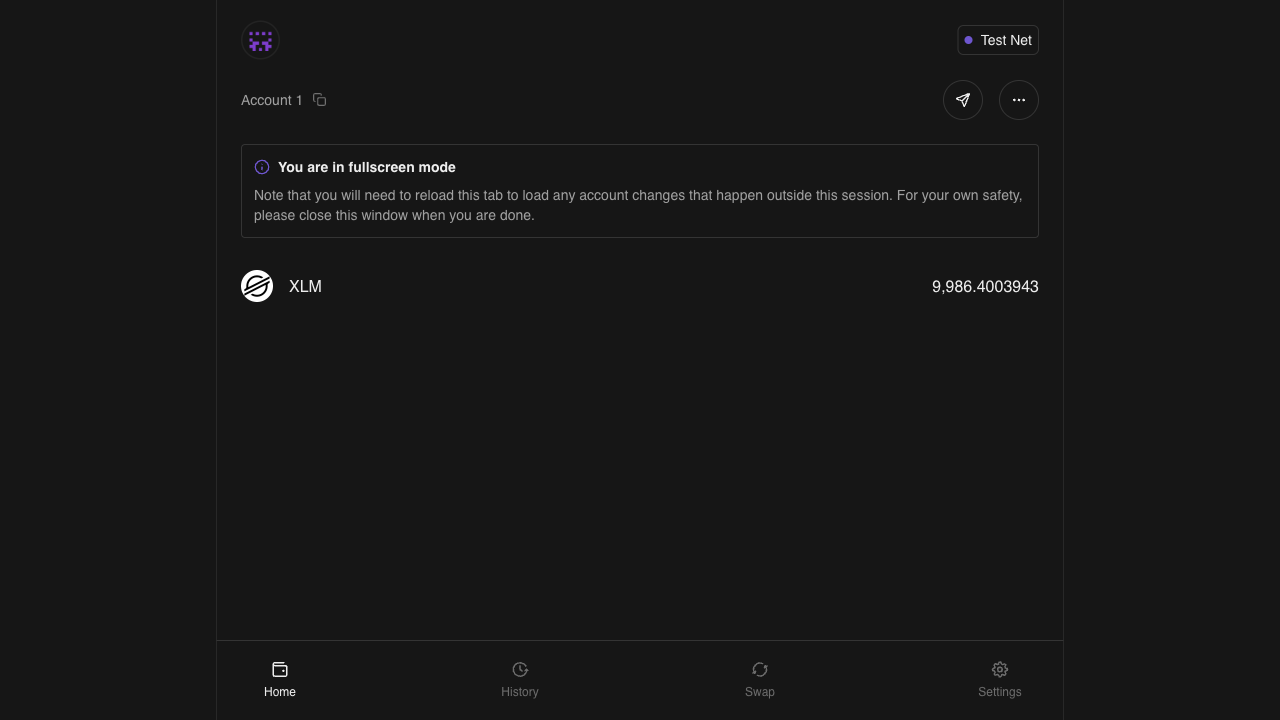 Test Net
Account 1
You are in fullscreen mode
Note that you will need to reload this tab to load any account changes that happen outside this session. For your own safety,
please close this window when you are done.
XLM 9,986.4003943
Home History Swap Settings